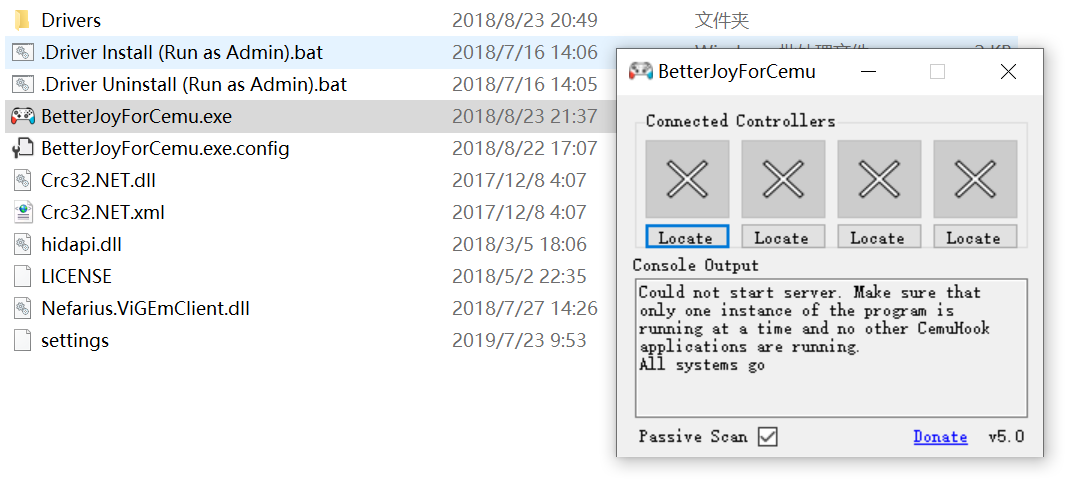 Drivers 2018/8/23 20:49 文件夹
.Driver Install (Run as Admin).bat 2018/7/16 14:06
.Driver Uninstall (Run as Admin).bat 2018/7/16 14:05
BetterJoyForCemu.exe 2018/8/23 21:37
BetterJoyForCemu.exe.config 2018/8/22 17:07
Crc32.NET.dll 2017/12/8 4:07
Crc32.NET.xml 2017/12/8 4:07
hidapi.dll 2018/3/5 18:06
LICENSE 2018/5/2 22:35
Nefarius.ViGEmClient.dll 2018/7/27 14:26
settings 2019/7/23 9:53
BetterJoyForCemu
Connected Controllers
Locate Locate Locate Locate
Console Output
Could not start server. Make sure that
only one instance of the program is
running at a time and no other CemuHook
applications are running.
All systems go
Passive Scan Donate v5.0